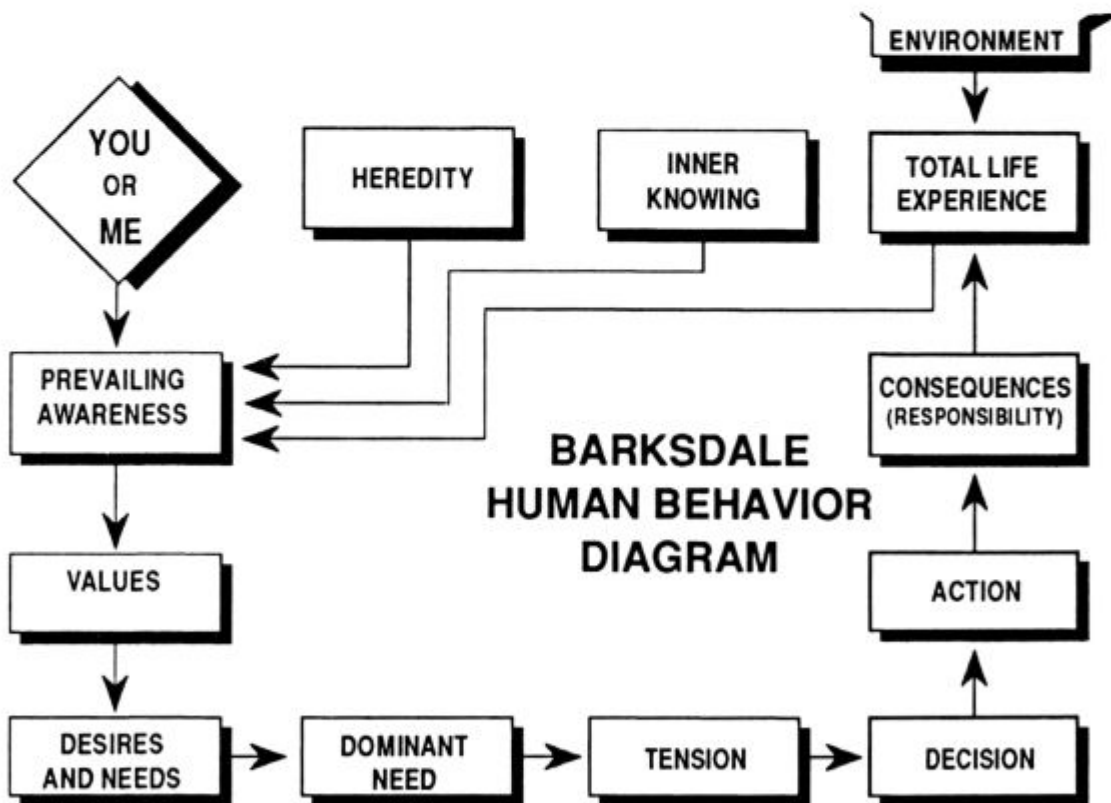 ENVIRONMENT
YOU
OR
ME
HEREDITY
INNER
KNOWING
TOTAL LIFE
EXPERIENCE
PREVAILING
AWARENESS
CONSEQUENCES
(RESPONSIBILITY)
BARKSDALE
HUMAN BEHAVIOR
DIAGRAM
VALUES
ACTION
DESIRES
AND NEEDS
DOMINANT
NEED
TENSION
DECISION